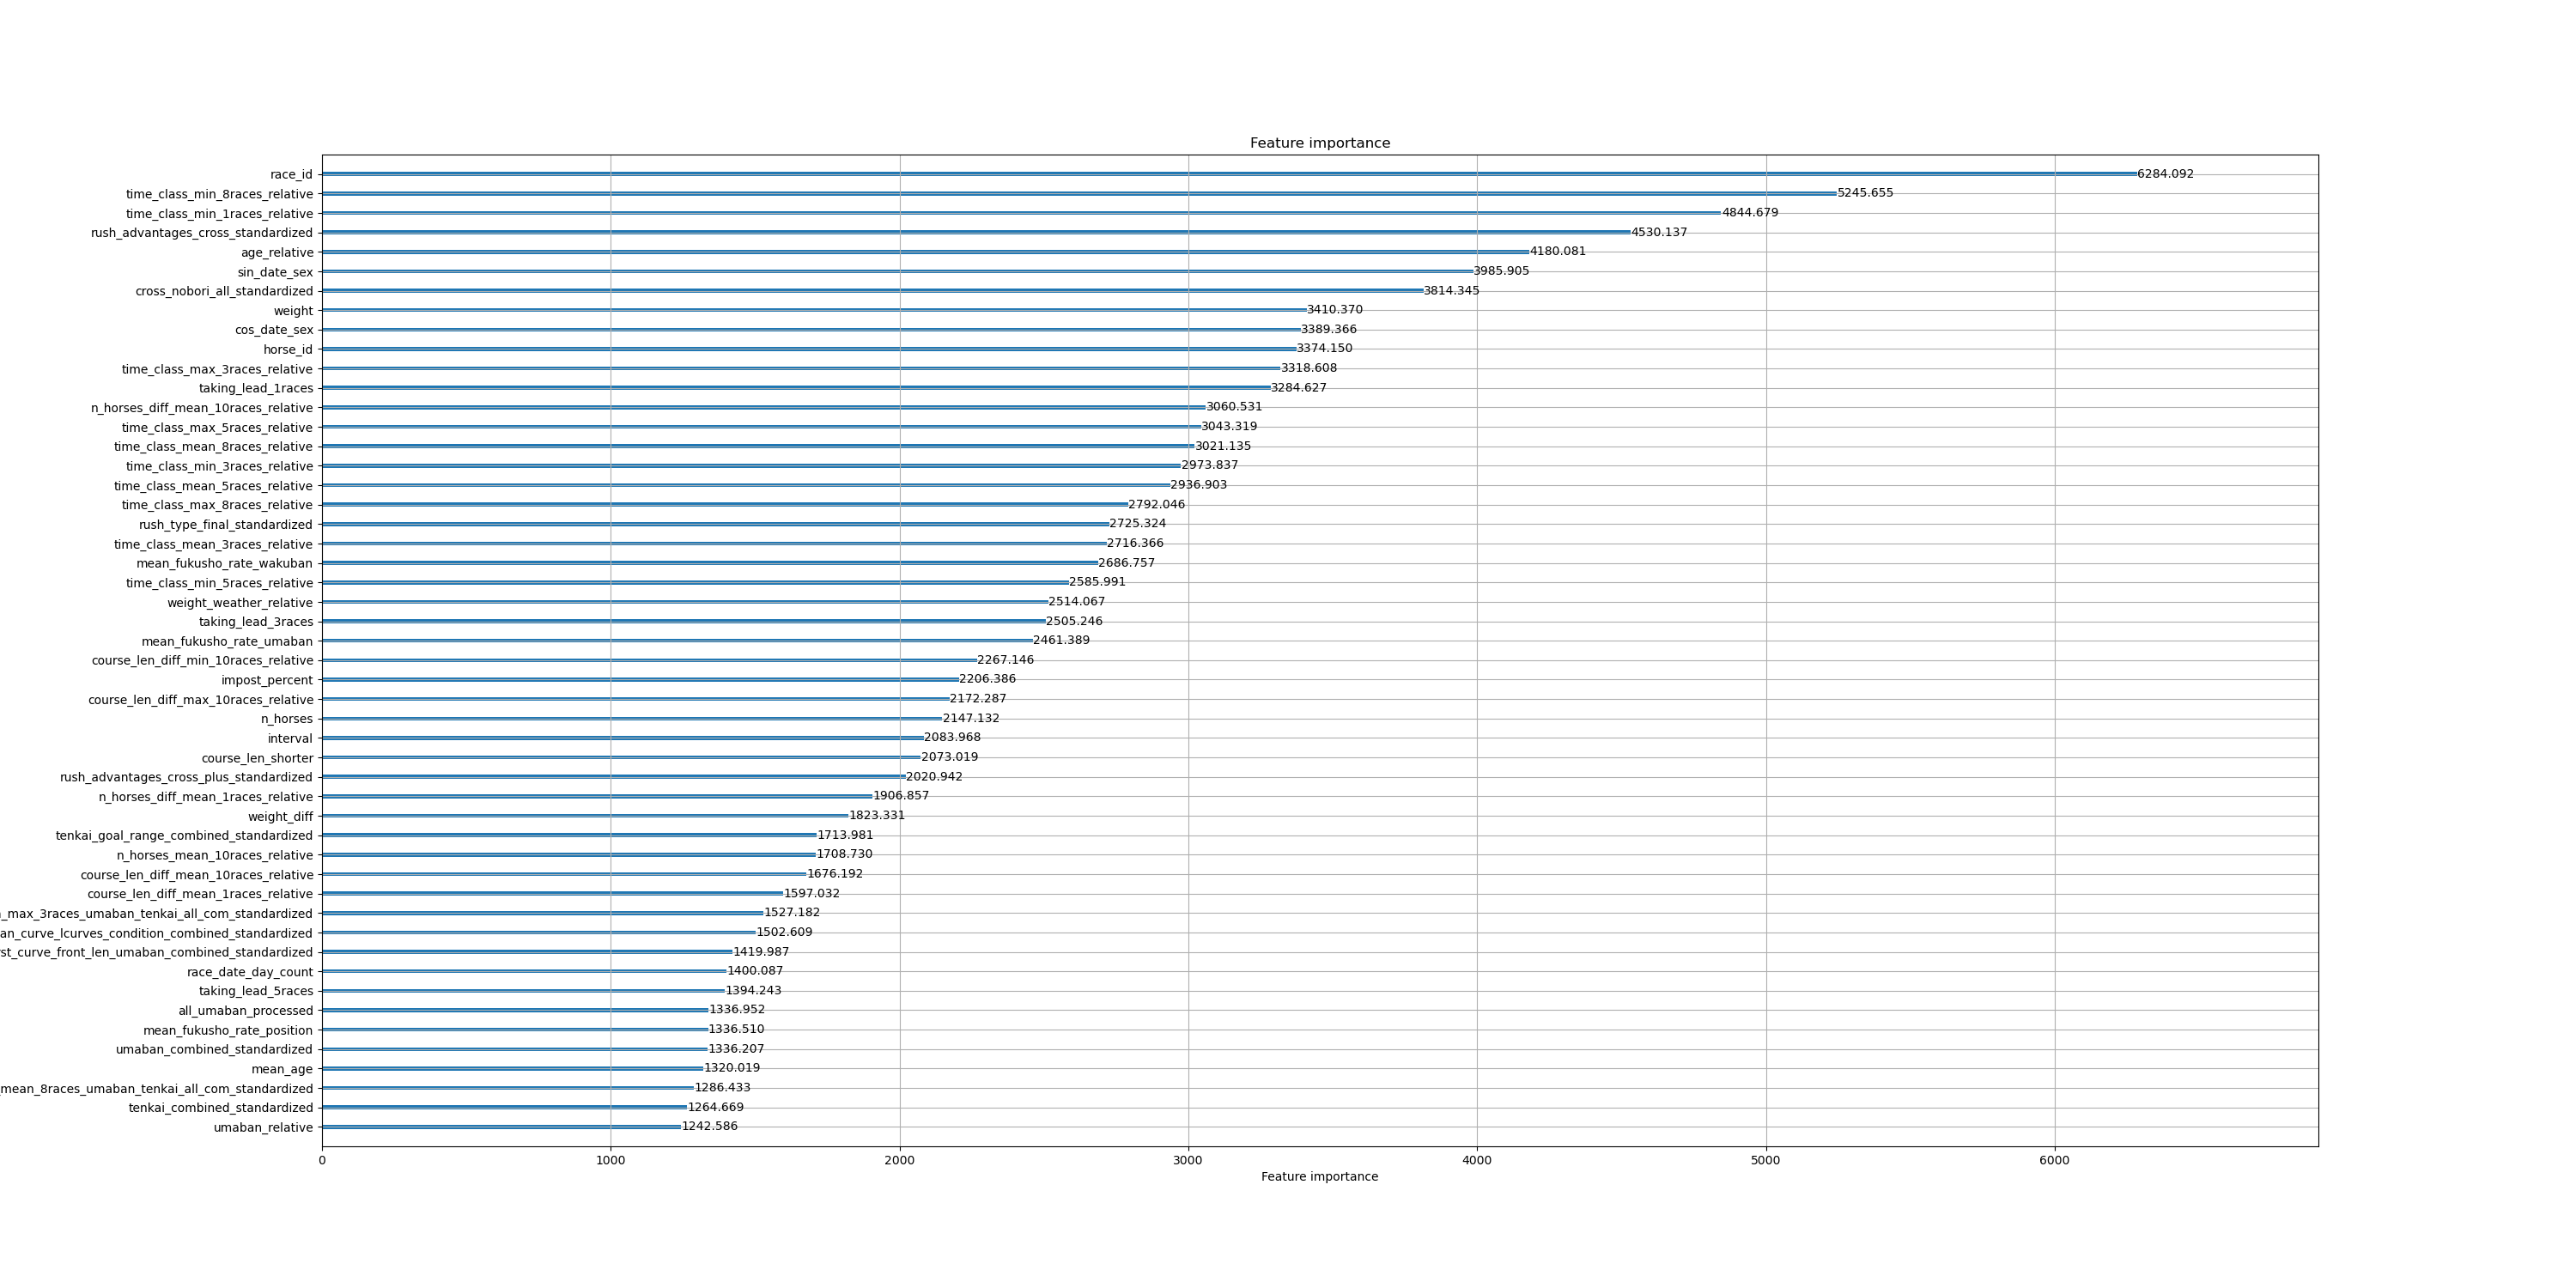 Feature importance
race_id 6284.092
time_class_min_8races_relative 5245.655
time_class_min_1races_relative 4844.679
rush_advantages_cross_standardized 4530.137
age_relative 4180.081
sin_date_sex 3985.905
cross_nobori_all_standardized 3814.345
weight 3410.370
cos_date_sex 3389.366
horse_id 3374.150
time_class_max_3races_relative 3318.608
taking_lead_1races 3284.627
n_horses_diff_mean_10races_relative 3060.531
time_class_max_5races_relative 3043.319
time_class_mean_8races_relative 3021.135
time_class_min_3races_relative 2973.837
time_class_mean_5races_relative 2936.903
time_class_max_8races_relative 2792.046
rush_type_final_standardized 2725.324
time_class_mean_3races_relative 2716.366
mean_fukusho_rate_wakuban 2686.757
time_class_min_5races_relative 2585.991
weight_weather_relative 2514.067
taking_lead_3races 2505.246
mean_fukusho_rate_umaban 2461.389
course_len_diff_min_10races_relative 2267.146
impost_percent 2206.386
course_len_diff_max_10races_relative 2172.287
n_horses 2147.132
interval 2083.968
course_len_shorter 2073.019
rush_advantages_cross_plus_standardized 2020.942
n_horses_diff_mean_1races_relative 1906.857
weight_diff 1823.331
tenkai_goal_range_combined_standardized 1713.981
n_horses_mean_10races_relative 1708.730
course_len_diff_mean_10races_relative 1676.192
course_len_diff_mean_1races_relative 1597.032
_max_3races_umaban_tenkai_all_com_standardized 1527.182
an_curve_lcurves_condition_combined_standardized 1502.609
st_curve_front_len_umaban_combined_standardized 1419.987
race_date_day_count 1400.087
taking_lead_5races 1394.243
all_umaban_processed 1336.952
mean_fukusho_rate_position 1336.510
umaban_combined_standardized 1336.207
mean_age 1320.019
mean_8races_umaban_tenkai_all_com_standardized 1286.433
tenkai_combined_standardized 1264.669
umaban_relative 1242.586
0 1000 2000 3000 4000 5000 6000
Feature importance